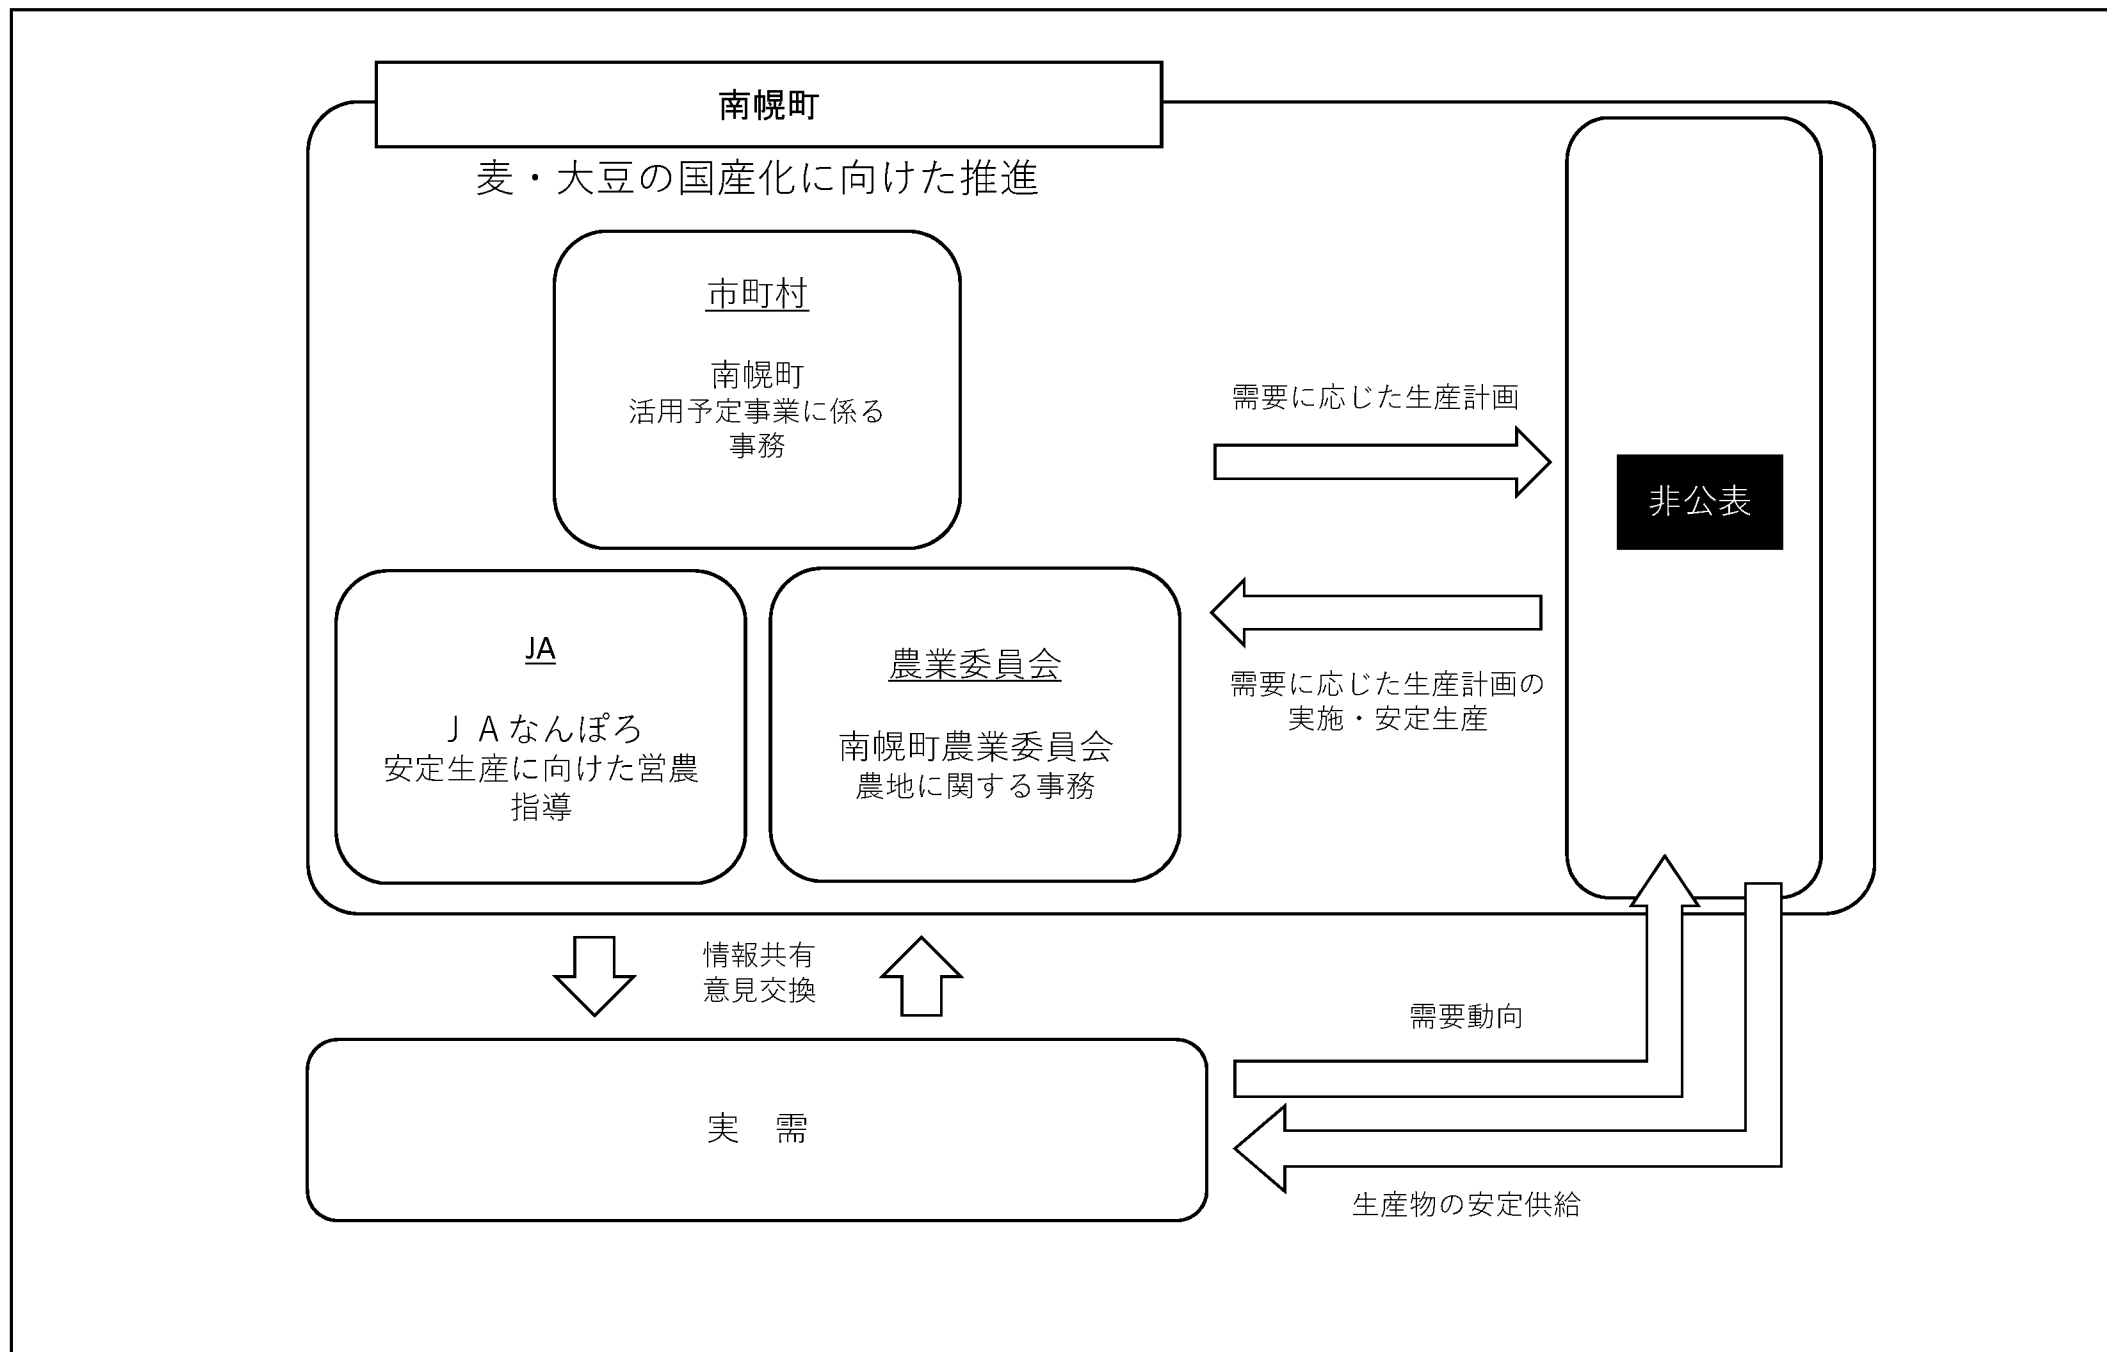 南幌町
麦・大豆の国産化に向けた推進
市町村
南幌町
活用予定事業に係る
事務
JA
ＪＡなんぽろ
安定生産に向けた営農
指導
農業委員会
南幌町農業委員会
農地に関する事務
需要に応じた生産計画
需要に応じた生産計画の
実施・安定生産
非公表
情報共有
意見交換
需要動向
実　需
生産物の安定供給